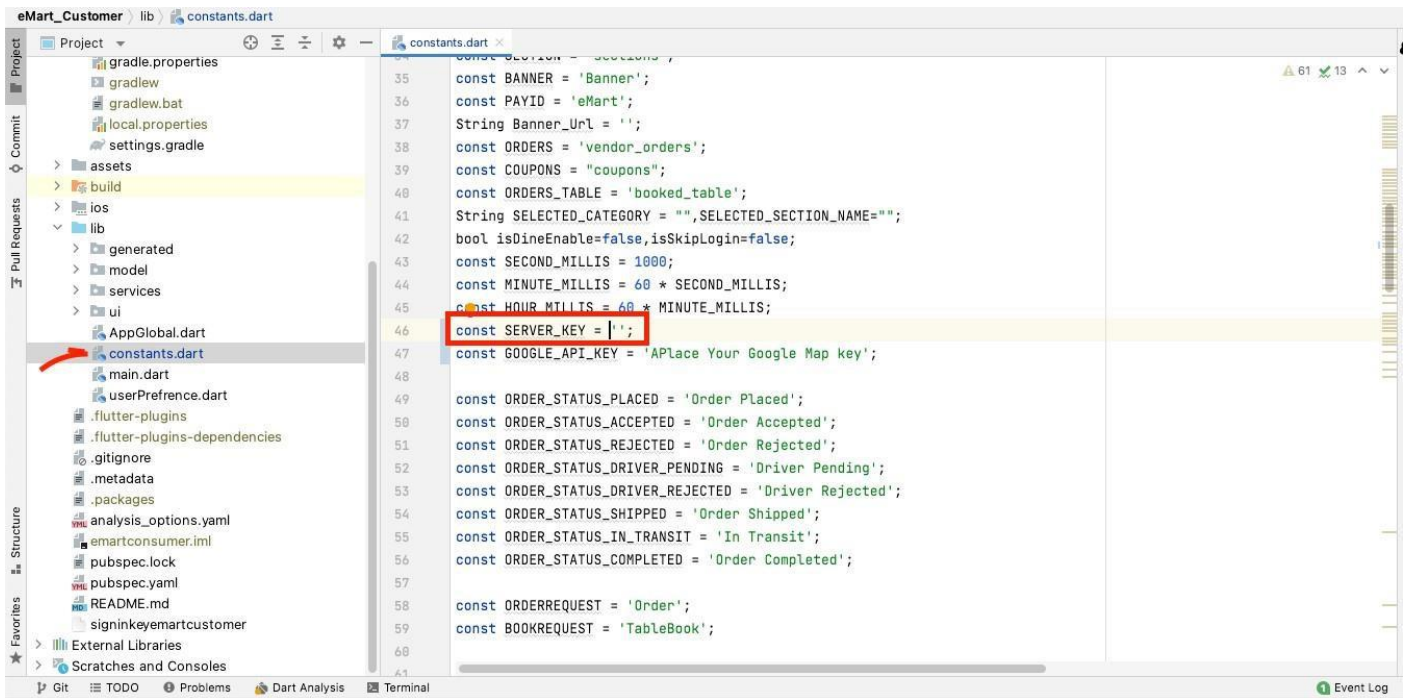 eMart_Customer lib constants.dart
Project
constants.dart
Project
Commit
Pull Requests
Structure
Favorites
gradle.properties
gradlew
gradlew.bat
local.properties
settings.gradle
assets
build
ios
lib
generated
model
services
ui
AppGlobal.dart
constants.dart
main.dart
userPrefrence.dart
.flutter-plugins
.flutter-plugins-dependencies
.gitignore
.metadata
.packages
analysis_options.yaml
emartconsumer.iml
pubspec.lock
pubspec.yaml
README.md
signinkeyemartcustomer
External Libraries
Scratches and Consoles
61 13
34 const SECTION = 'sections';
35 const BANNER = 'Banner';
36 const PAYID = 'eMart';
37 String Banner_Url = '';
38 const ORDERS = 'vendor_orders';
39 const COUPONS = "coupons";
40 const ORDERS_TABLE = 'booked_table';
41 String SELECTED_CATEGORY = "",SELECTED_SECTION_NAME="";
42 bool isDineEnable=false,isSkipLogin=false;
43 const SECOND_MILLIS = 1000;
44 const MINUTE_MILLIS = 60 * SECOND_MILLIS;
45 const HOUR_MILLIS = 60 * MINUTE_MILLIS;
46 const SERVER_KEY = '';
47 const GOOGLE_API_KEY = 'APlace Your Google Map key';
48
49 const ORDER_STATUS_PLACED = 'Order Placed';
50 const ORDER_STATUS_ACCEPTED = 'Order Accepted';
51 const ORDER_STATUS_REJECTED = 'Order Rejected';
52 const ORDER_STATUS_DRIVER_PENDING = 'Driver Pending';
53 const ORDER_STATUS_DRIVER_REJECTED = 'Driver Rejected';
54 const ORDER_STATUS_SHIPPED = 'Order Shipped';
55 const ORDER_STATUS_IN_TRANSIT = 'In Transit';
56 const ORDER_STATUS_COMPLETED = 'Order Completed';
57
58 const ORDERREQUEST = 'Order';
59 const BOOKREQUEST = 'TableBook';
60
61
Git TODO Problems Dart Analysis Terminal 1 Event Log